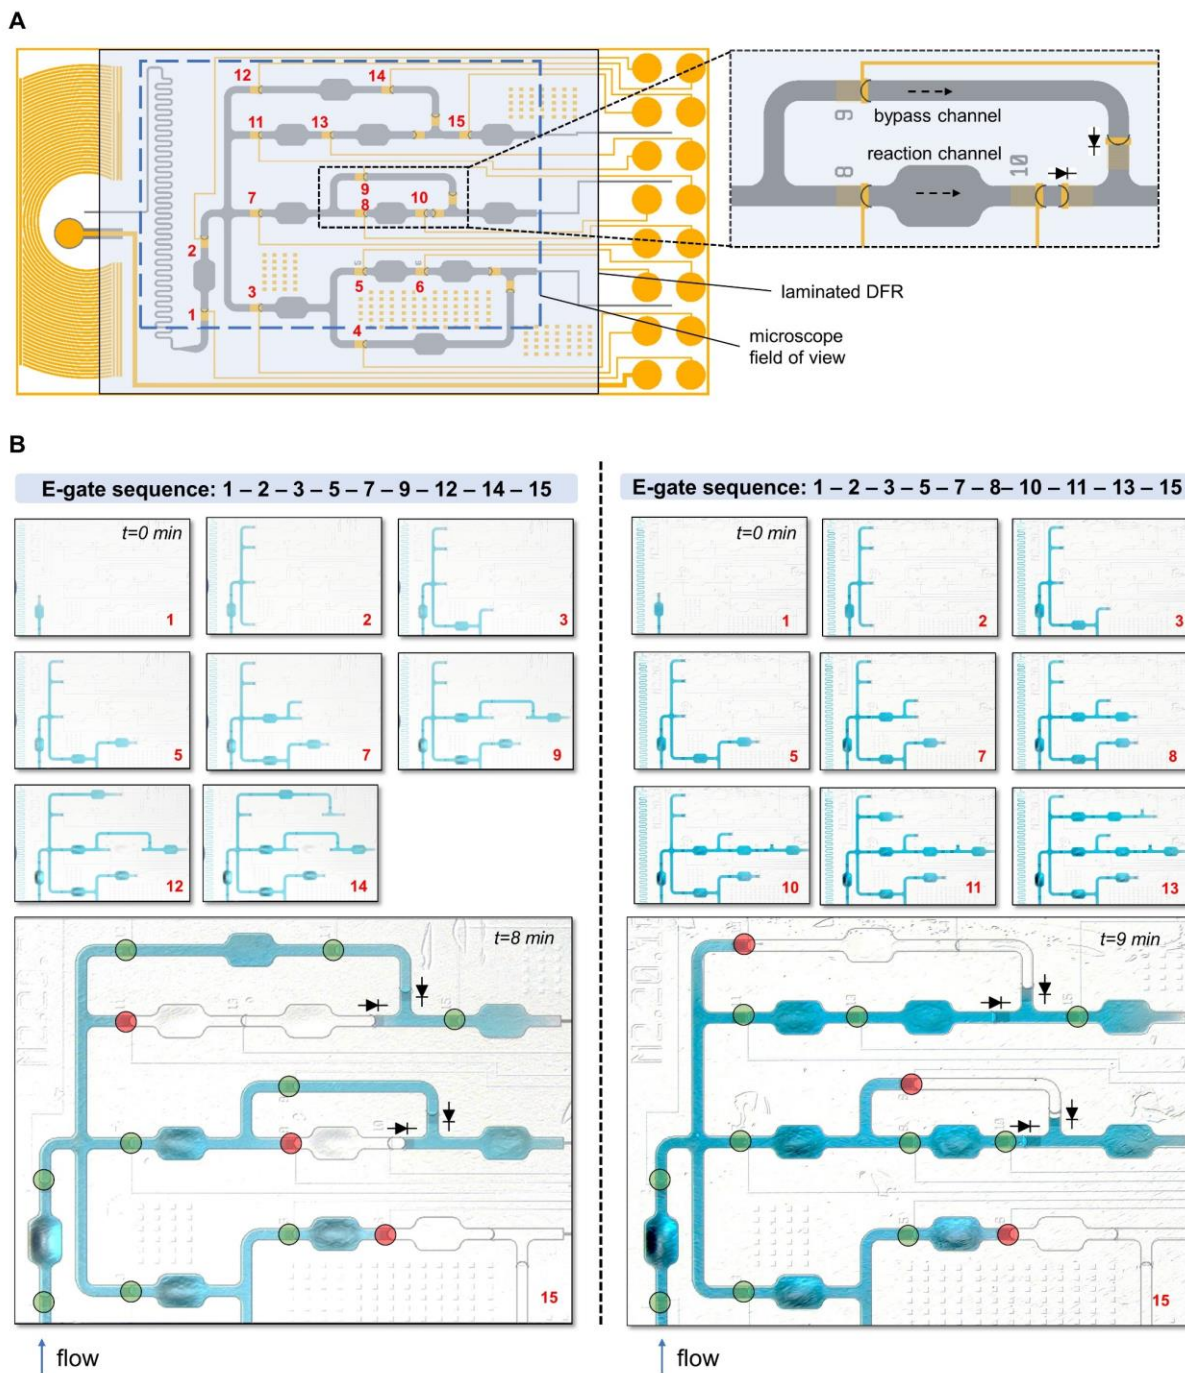 A
12
14
11
13
15
9
7
8
10
2
5
6
3
1
4
9
bypass channel
reaction channel
8
10
laminated DFR
microscope
field of view
B
E-gate sequence: 1 – 2 – 3 – 5 – 7 – 9 – 12 – 14 – 15
E-gate sequence: 1 – 2 – 3 – 5 – 7 – 8– 10 – 11 – 13 – 15
t=0 min
1
2
3
t=0 min
1
2
3
5
7
9
5
7
8
12
14
10
11
13
t=8 min
15
t=9 min
15
flow
flow